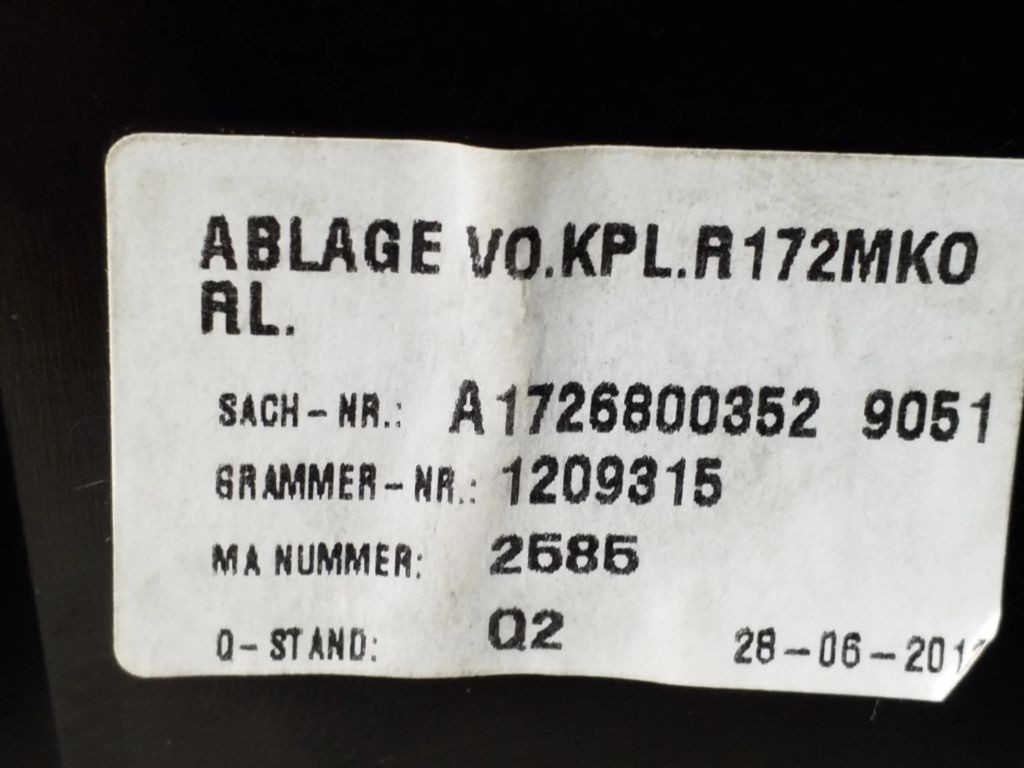 ABLAGE VO.KPL.R172MKO
RL.
SACH-NR.: A1726800352 9051
GRAMMER-NR.: 1209315
MA NUMMER: 2585
Q-STAND: Q2